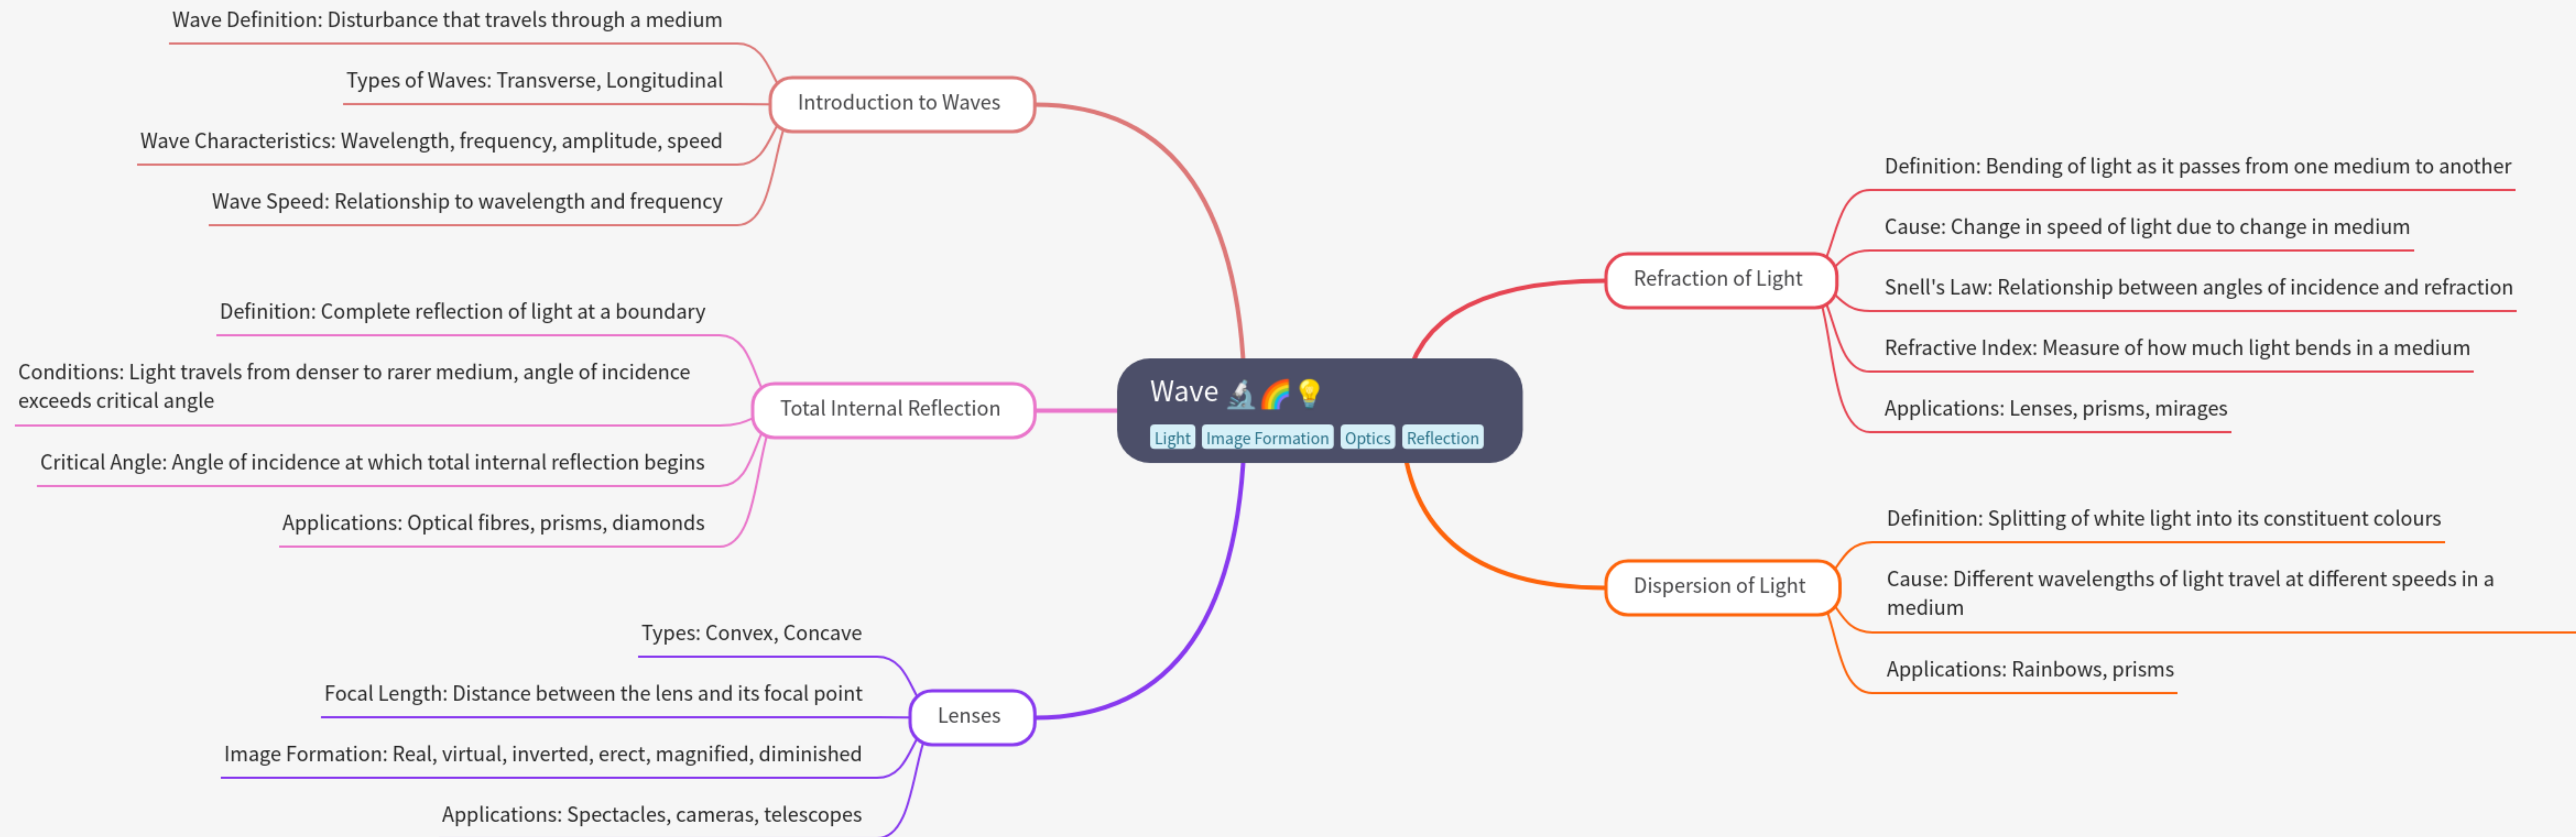 Wave 🔬🌈💡
Light Image Formation Optics Reflection
Introduction to Waves
Wave Definition: Disturbance that travels through a medium
Types of Waves: Transverse, Longitudinal
Wave Characteristics: Wavelength, frequency, amplitude, speed
Wave Speed: Relationship to wavelength and frequency
Total Internal Reflection
Definition: Complete reflection of light at a boundary
Conditions: Light travels from denser to rarer medium, angle of incidence
exceeds critical angle
Critical Angle: Angle of incidence at which total internal reflection begins
Applications: Optical fibres, prisms, diamonds
Lenses
Types: Convex, Concave
Focal Length: Distance between the lens and its focal point
Image Formation: Real, virtual, inverted, erect, magnified, diminished
Applications: Spectacles, cameras, telescopes
Refraction of Light
Definition: Bending of light as it passes from one medium to another
Cause: Change in speed of light due to change in medium
Snell's Law: Relationship between angles of incidence and refraction
Refractive Index: Measure of how much light bends in a medium
Applications: Lenses, prisms, mirages
Dispersion of Light
Definition: Splitting of white light into its constituent colours
Cause: Different wavelengths of light travel at different speeds in a
medium
Applications: Rainbows, prisms